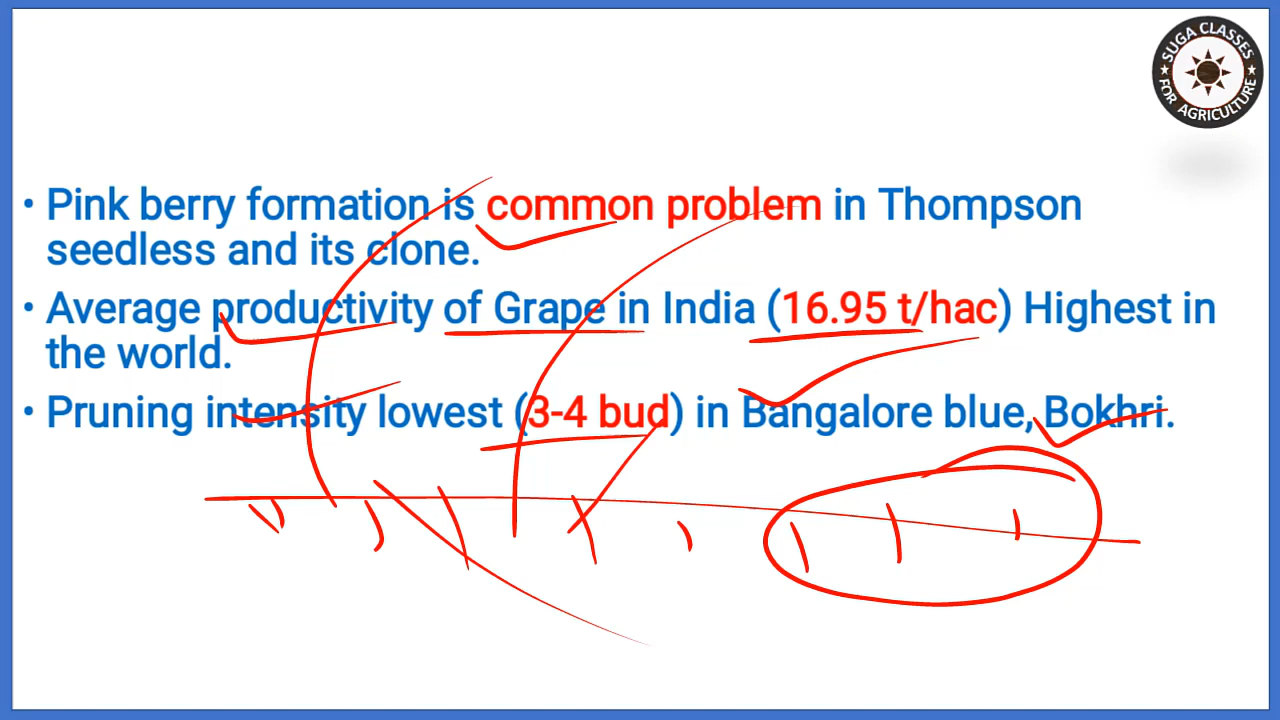 SUGA CLASSES
FOR AGRICULTURE
• Pink berry formation is common problem in Thompson
seedless and its clone.
• Average productivity of Grape in India (16.95 t/hac) Highest in
the world.
• Pruning intensity lowest (3-4 bud) in Bangalore blue, Bokhri.